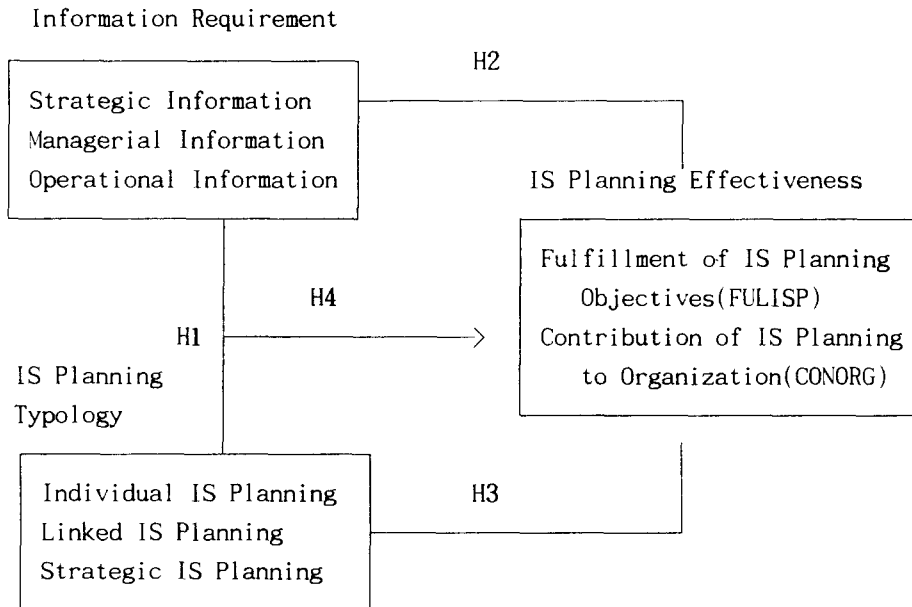 Information Requirement
H2
Strategic Information
Managerial Information
Operational Information
IS Planning Effectiveness
Fulfillment of IS Planning
Objectives(FULISP)
Contribution of IS Planning
to Organization(CONORG)
H4
H1
IS Planning
Typology
H3
Individual IS Planning
Linked IS Planning
Strategic IS Planning